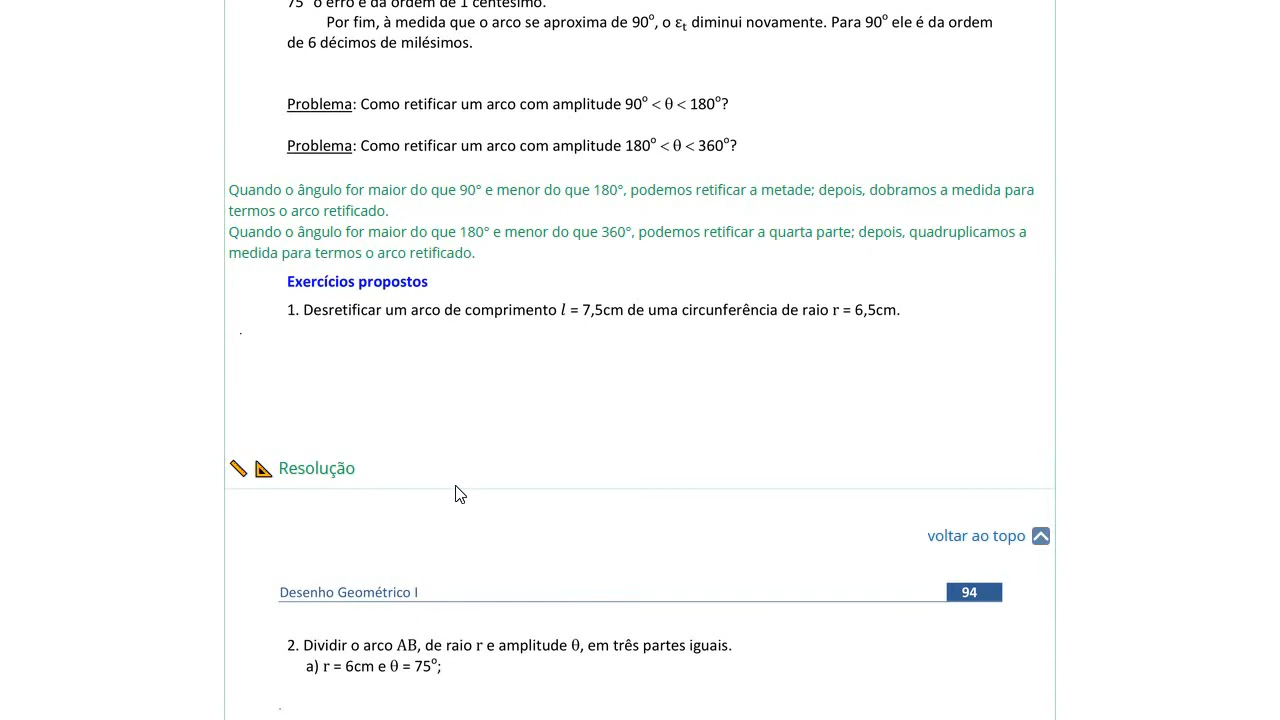 75° o erro é da ordem de 1 centésimo.
Por fim, à medida que o arco se aproxima de 90°, o εt diminui novamente. Para 90° ele é da ordem
de 6 décimos de milésimos.
Problema: Como retificar um arco com amplitude 90° < θ < 180°?
Problema: Como retificar um arco com amplitude 180° < θ < 360°?
Quando o ângulo for maior do que 90° e menor do que 180°, podemos retificar a metade; depois, dobramos a medida para
termos o arco retificado.
Quando o ângulo for maior do que 180° e menor do que 360°, podemos retificar a quarta parte; depois, quadruplicamos a
medida para termos o arco retificado.
Exercícios propostos
1. Desretificar um arco de comprimento l = 7,5cm de uma circunferência de raio r = 6,5cm.
Resolução
voltar ao topo
Desenho Geométrico I
94
2. Dividir o arco AB, de raio r e amplitude θ, em três partes iguais.
a) r = 6cm e θ = 75°;